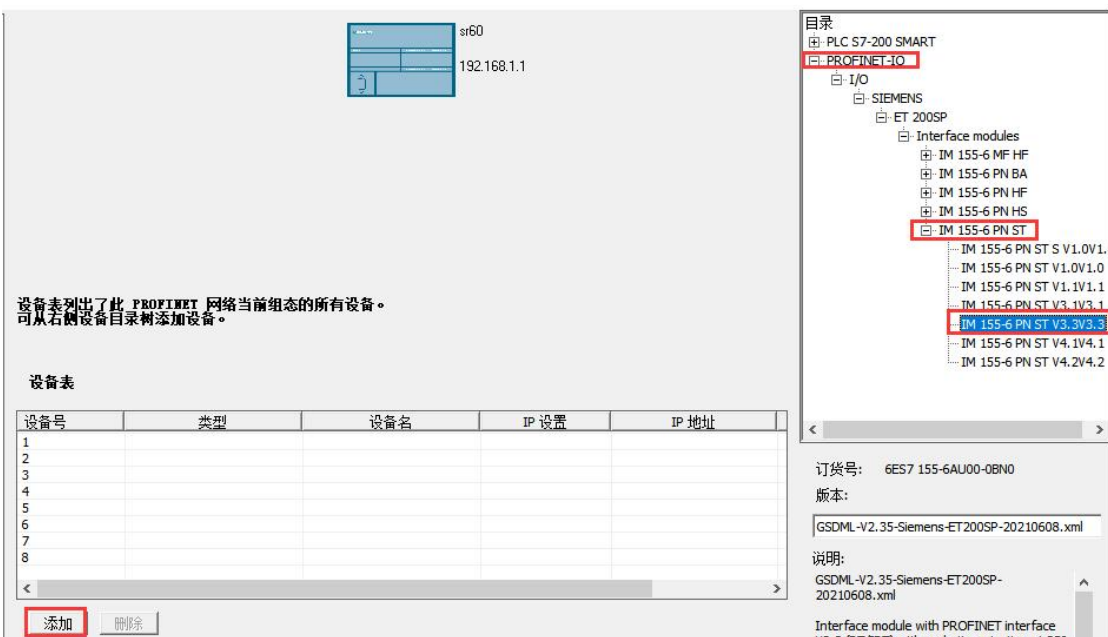 sr60
192.168.1.1
设备表列出了此 PROFINET 网络当前组态的所有设备。
可从右侧设备目录树添加设备。
设备表
设备号 类型 设备名 IP 设置 IP 地址
1
2
3
4
5
6
7
8
添加 删除
目录
PLC S7-200 SMART
PROFINET-IO
I/O
SIEMENS
ET 200SP
Interface modules
IM 155-6 MF HF
IM 155-6 PN BA
IM 155-6 PN HF
IM 155-6 PN HS
IM 155-6 PN ST
IM 155-6 PN ST S V1.0V1.
IM 155-6 PN ST V1.0V1.0
IM 155-6 PN ST V1.1V1.1
IM 155-6 PN ST V3.1V3.1
IM 155-6 PN ST V3.3V3.3
IM 155-6 PN ST V4.1V4.1
IM 155-6 PN ST V4.2V4.2
订货号: 6ES7 155-6AU00-0BN0
版本:
GSDML-V2.35-Siemens-ET200SP-20210608.xml
说明:
GSDML-V2.35-Siemens-ET200SP-
20210608.xml
Interface module with PROFINET interface